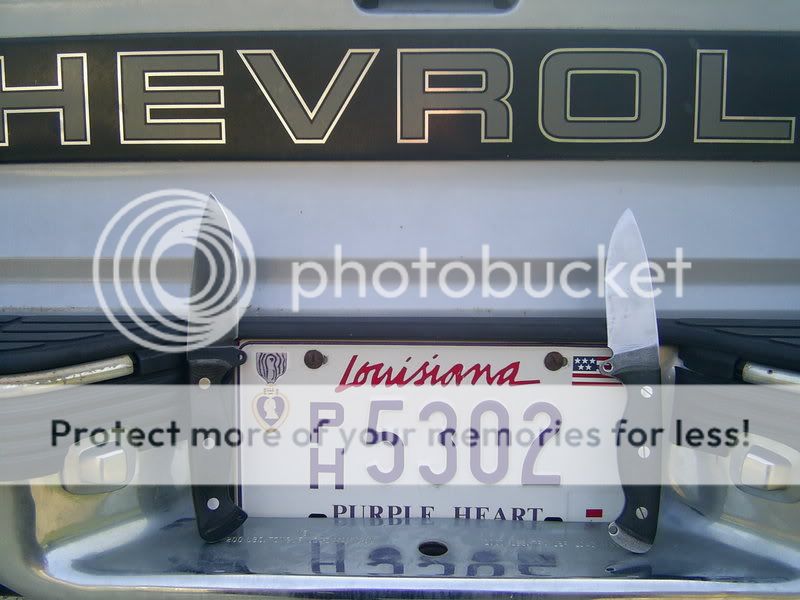 HEVROL
photobucket
Louisiana
PH 5302
Protect more of your memories for less!
PURPLE HEART